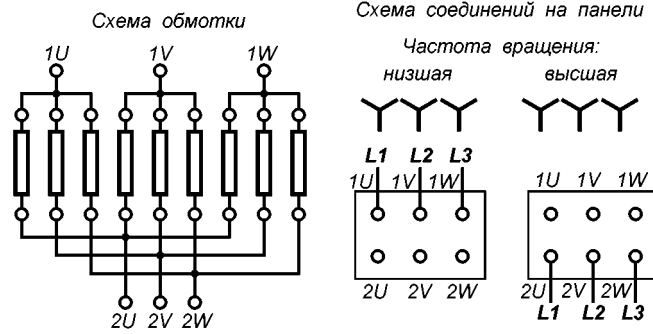 Схема обмотки
1U 1V 1W
2U 2V 2W
Схема соединений на панели
Частота вращения:
низшая высшая
L1 L2 L3
1U 1V 1W
2U 2V 2W
1U 1V 1W
2U 2V 2W
L1 L2 L3